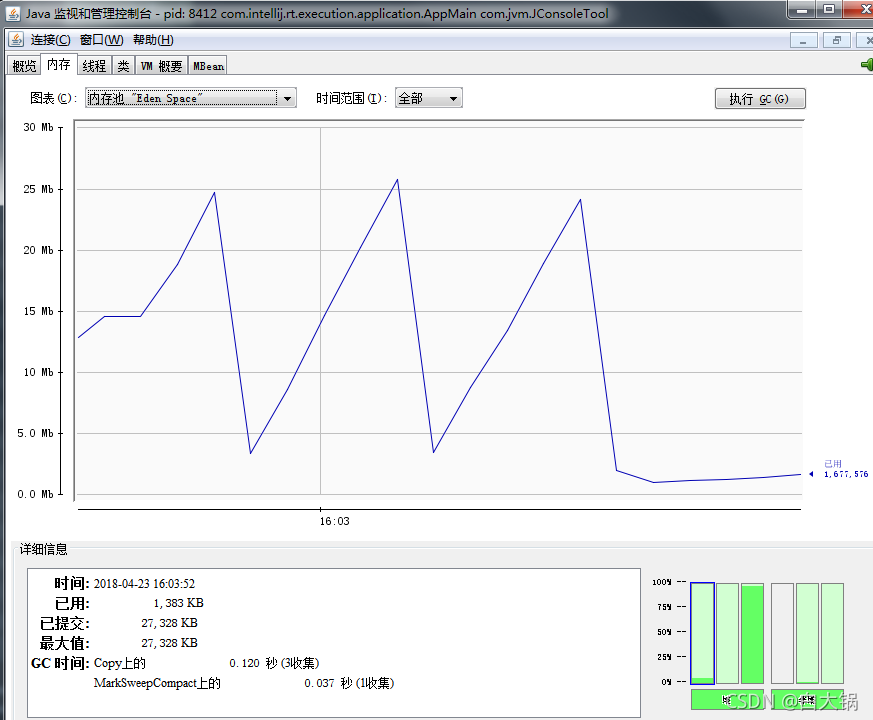 Java 监视和管理控制台 - pid: 8412 com.intellij.rt.execution.application.AppMain com.jvm.JConsoleTool
连接(C) 窗口(W) 帮助(H)
概览 内存 线程 类 VM 概要 MBean
图表(C): 内存池 "Eden Space" 时间范围(I): 全部 执行 GC(G)
30 Mb
25 Mb
20 Mb
15 Mb
10 Mb
5.0 Mb
0.0 Mb
已用
1,677,576
16:03
详细信息
时间: 2018-04-23 16:03:52
已用: 1,383 KB
已提交: 27,328 KB
最大值: 27,328 KB
GC 时间: Copy上的 0.120 秒 (3收集)
MarkSweepCompact上的 0.037 秒 (1收集)
100%
75%
50%
25%
0%
堆
CSDN @白大锅